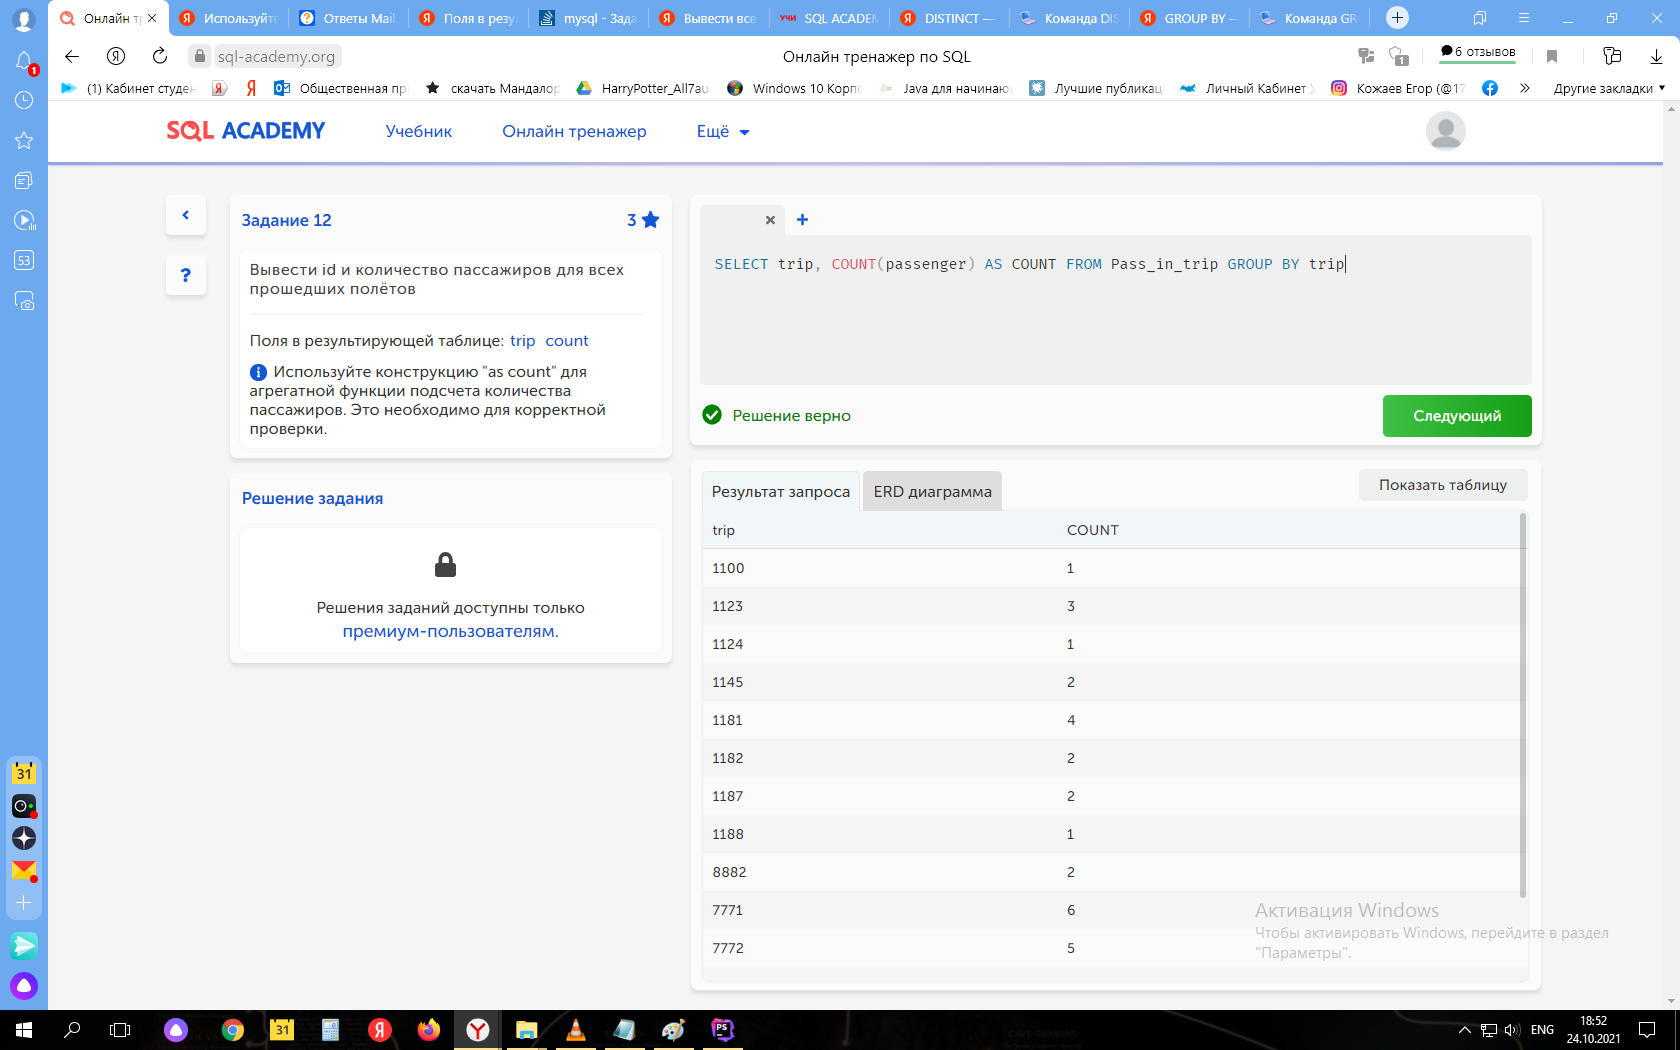 Онлайн т
Используйте
Ответы Mail.
Поля в резу
mysql - Зада
Вывести все
УЧИ SQL ACADEM
DISTINCT —
Команда DIS
GROUP BY —
Команда GR
sql-academy.org
Онлайн тренажер по SQL
6 отзывов
1
(1) Кабинет студен
Общественная пр
скачать Мандалор
HarryPotter_All7au
Windows 10 Корпо
Java для начинаю
Лучшие публикац
Личный Кабинет
Кожаев Егор (@17
Другие закладки
1
53
31
SQL ACADEMY
Учебник
Онлайн тренажер
Ещё
Задание 12
3
Вывести id и количество пассажиров для всех
прошедших полётов
Поля в результирующей таблице: trip count
Используйте конструкцию "as count" для
агрегатной функции подсчета количества
пассажиров. Это необходимо для корректной
проверки.
?
Решение задания
Решения заданий доступны только
премиум-пользователям.
SELECT trip, COUNT(passenger) AS COUNT FROM Pass_in_trip GROUP BY trip
Решение верно
Следующий
Результат запроса
ERD диаграмма
Показать таблицу
trip COUNT
1100 1
1123 3
1124 1
1145 2
1181 4
1182 2
1187 2
1188 1
8882 2
7771 6
7772 5
Активация Windows
Чтобы активировать Windows, перейдите в раздел
"Параметры".
31
PS
ENG
18:52
24.10.2021